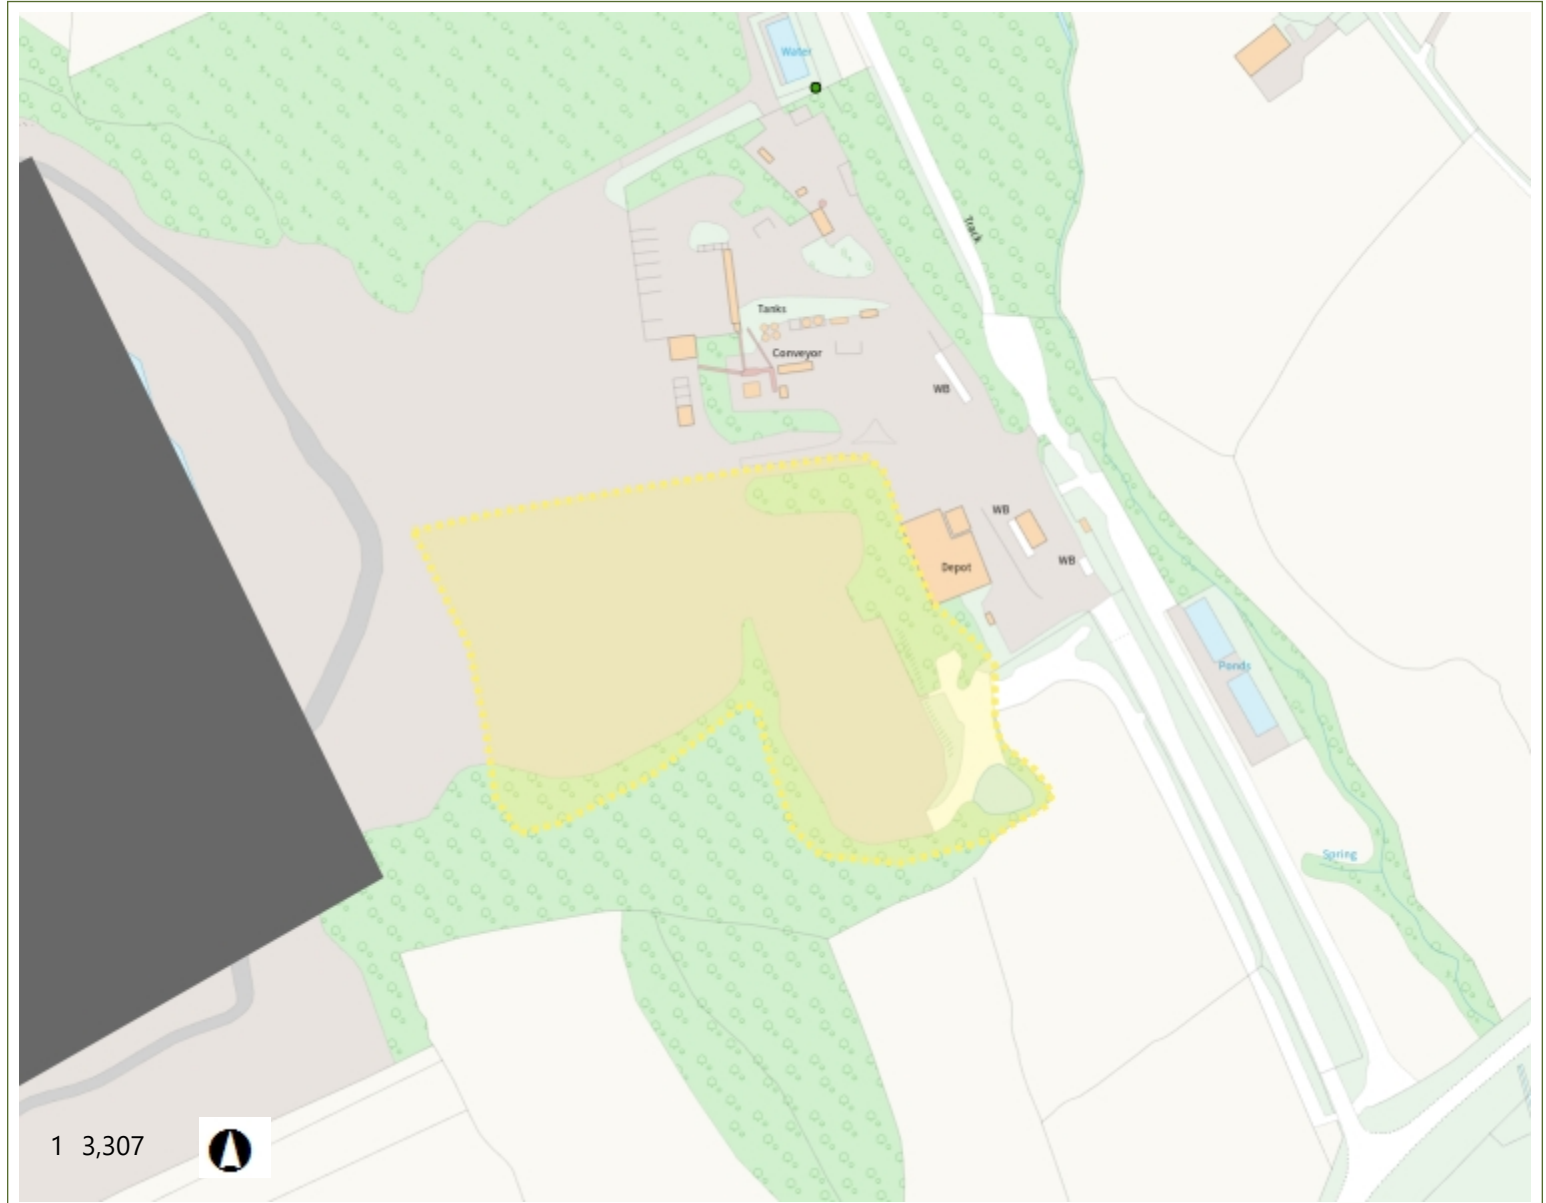 Water
Track
Tanks
Conveyor
WB
WB
Depot
WB
Ponds
Spring
1 3,307